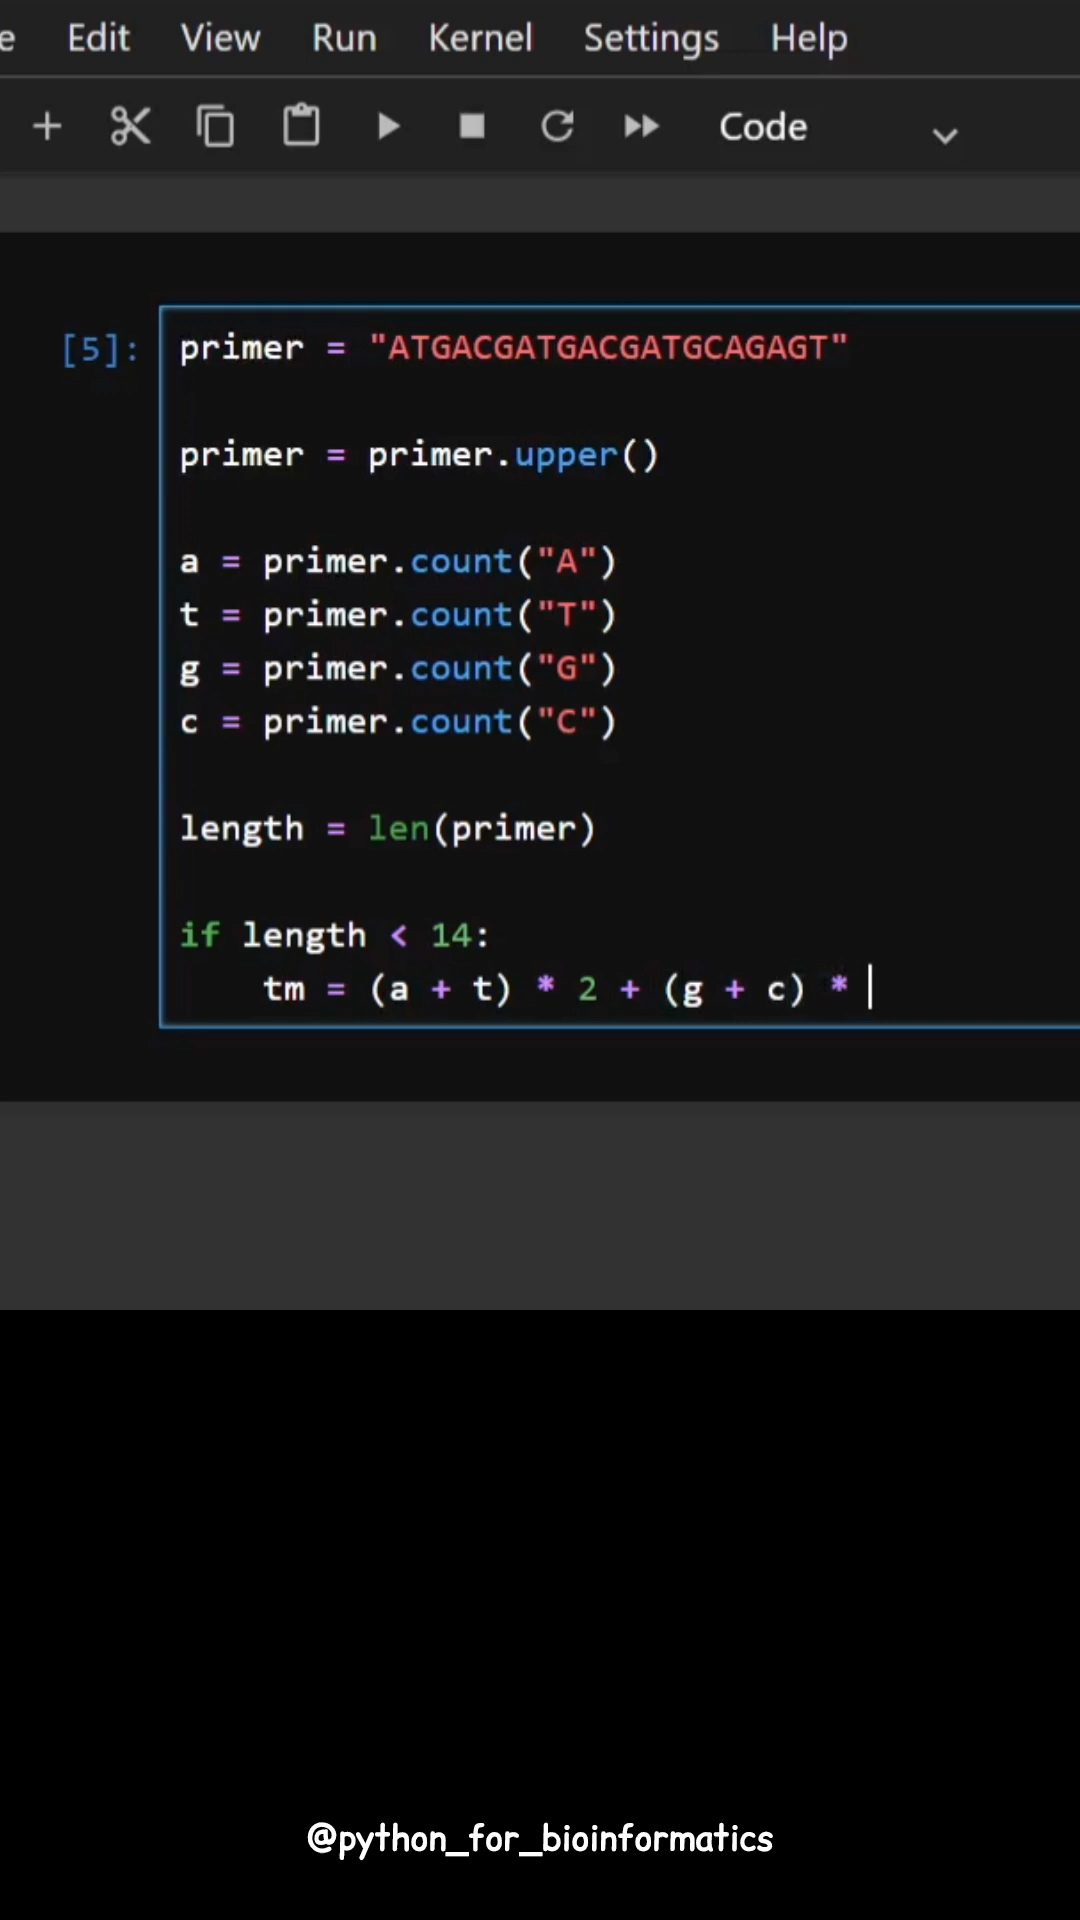 e Edit View Run Kernel Settings Help
Code
[5]: primer = "ATGACGATGACGATGCAGAGT"
primer = primer.upper()
a = primer.count("A")
t = primer.count("T")
g = primer.count("G")
c = primer.count("C")
length = len(primer)
if length < 14:
    tm = (a + t) * 2 + (g + c) *
@python_for_bioinformatics